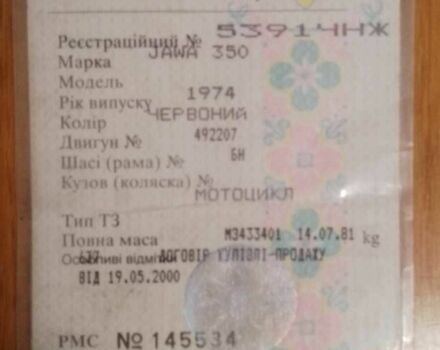 Реєстраційний № 53914НЖ
Марка JAWA 350
Модель
Рік випуску 1974
Колір ЧЕРВОНИЙ
Двигун № 492207
Шасі (рама) № БН
Кузов (коляска) №
МОТОЦИКЛ
Тип ТЗ
Повна маса МЭ433401 14.07.81 kg
Особливі відмітки ДОГОВІР КУПІВЛІ-ПРОДАЖУ
ВІД 19.05.2000
РМС № 145534